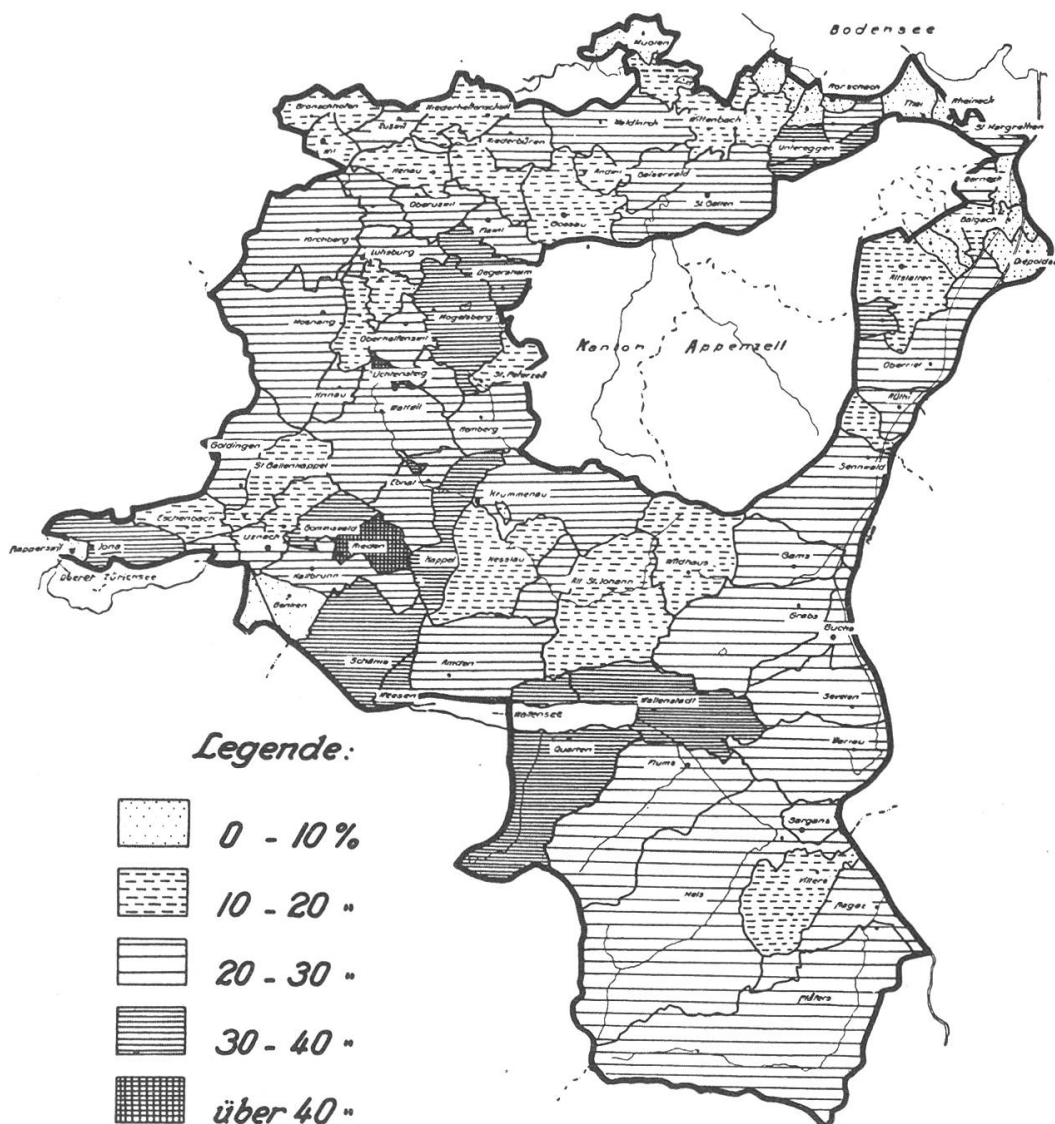 Bodensee
Muolen
Rorschach
Thal
Rheineck
St. Margrethen
Bronschhofen
Niederhelfenschwil
Zuzwil
Wil
Niederbüren
Waldkirch
Wittenbach
Untereggen
Henau
Andwil
Gaiserwald
Berneck
Oberuzwil
St. Gallen
Gossau
Balgach
Flawil
Kirchberg
Diepoldsau
Lütisburg
Degersheim
Altstätten
Mosnang
Mogelsberg
Oberhelfenschwil
Kanton Appenzell
Oberriet
Lichtensteig
St. Peterzell
Rüthi
Wattwil
Hemberg
Goldingen
Sennwald
St. Gallenkappel
Ebnat
Krummenau
Eschenbach
Gommiswald
Uznach
Rieden
Rapperswil
Jona
Kappel
Nesslau
Alt St. Johann
Wildhaus
Gams
Oberer Zürichsee
Kaltbrunn
Benken
Grabs
Buchs
Schänis
Amden
Sevelen
Weesen
Wallenstadt
Wallensee
Wartau
Quarten
Flums
Sargans
Vilters
Mels
Ragaz
Pfäfers
Legende:
0 - 10 %
10 - 20 "
20 - 30 "
30 - 40 "
über 40 "